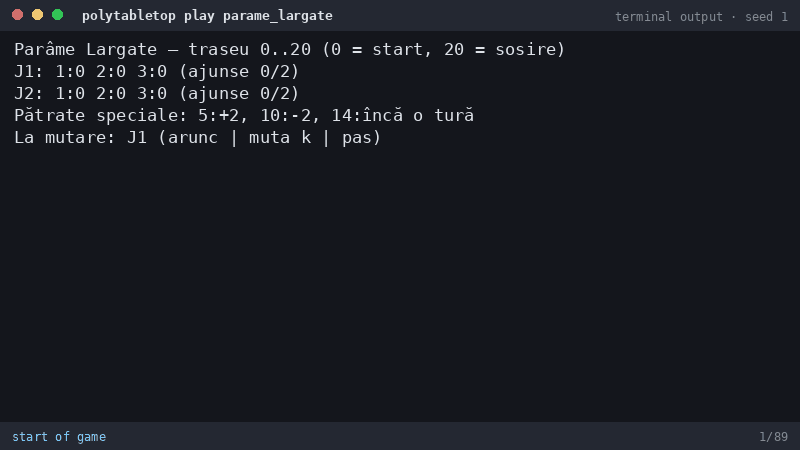 polytabletop play parame_largate
terminal output · seed 1
Parâme Largate — traseu 0..20 (0 = start, 20 = sosire)
J1: 1:0 2:0 3:0 (ajunse 0/2)
J2: 1:0 2:0 3:0 (ajunse 0/2)
Pătrate speciale: 5:+2, 10:-2, 14:încă o tură
La mutare: J1 (arunc | muta k | pas)
start of game
1/89